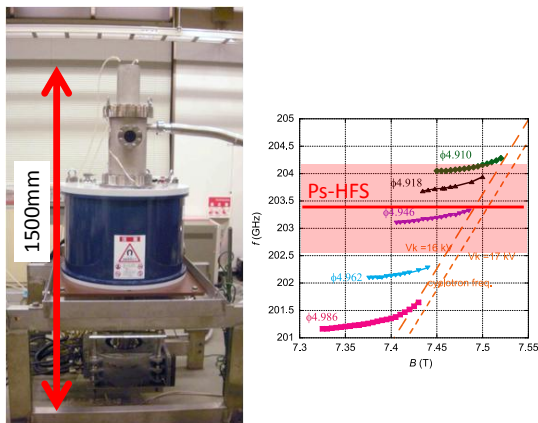 1500mm
205
204.5
204
203.5
203
202.5
202
201.5
201
f (GHz)
ϕ4.910
ϕ4.918
Ps-HFS
ϕ4.946
Vk =16 kV
Vk =17 kV
ϕ4.962
cyclotron freq.
ϕ4.986
7.3
7.35
7.4
7.45
7.5
7.55
B (T)